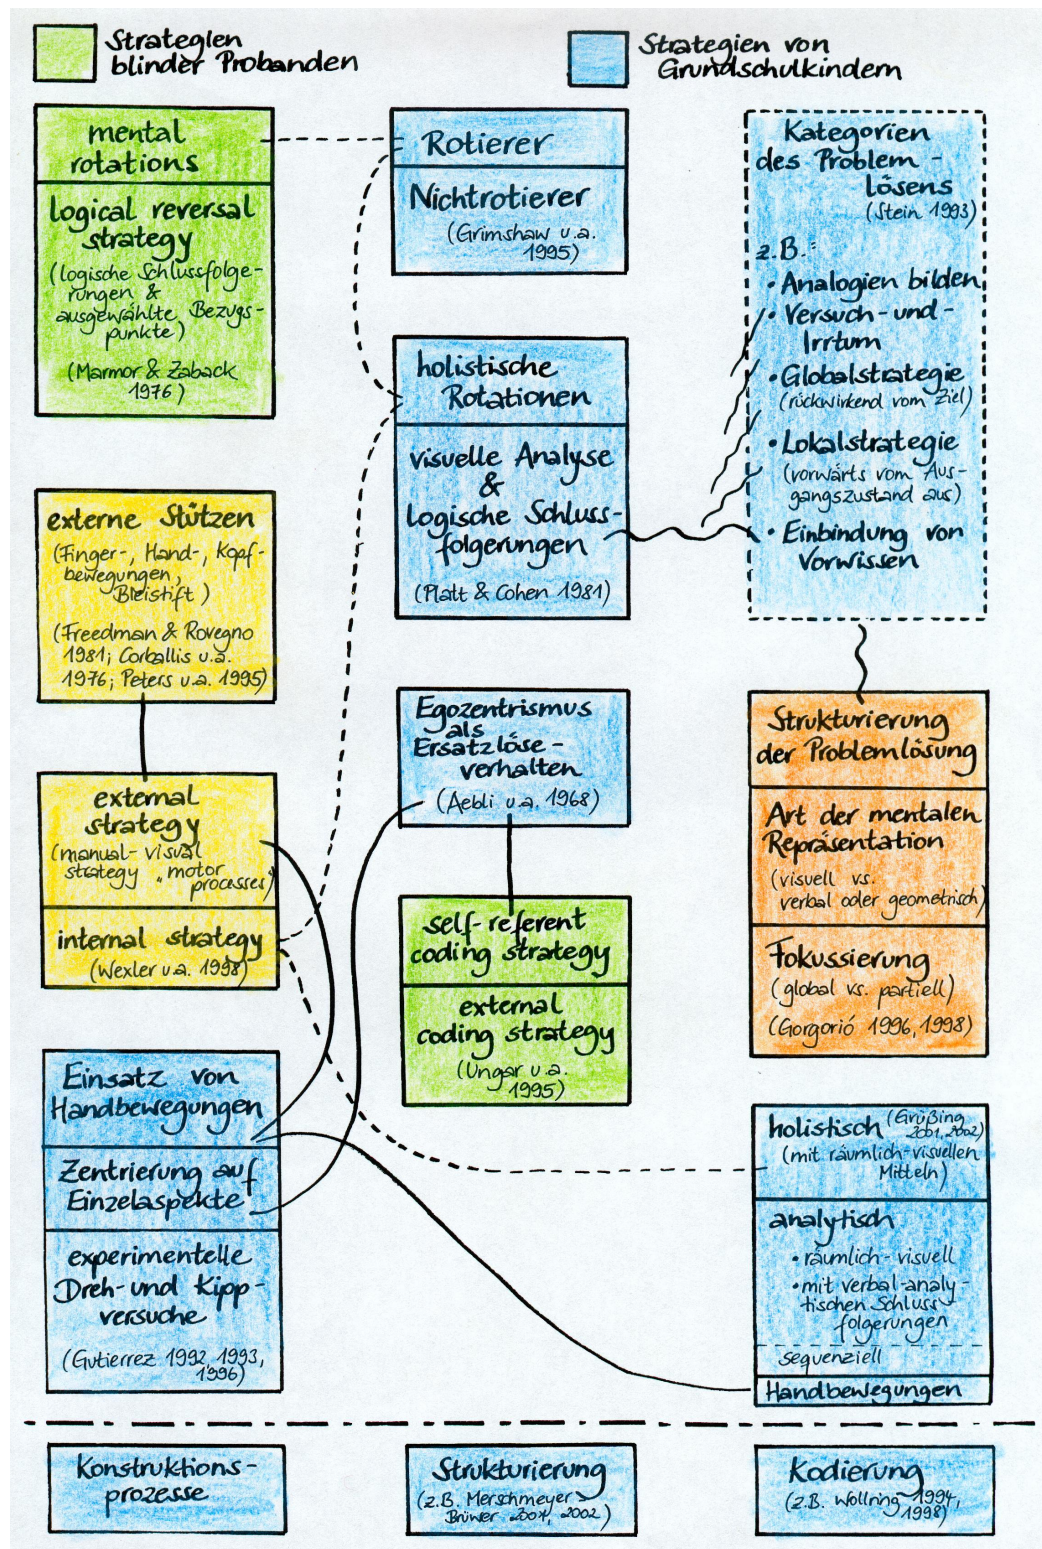 Strategien
blinder Probanden
Strategien von
Grundschulkindern
mental
rotations
logical reversal
strategy
(logische Schlussfolge-
rungen &
ausgewählte Bezugs-
punkte)
(Marmor & Zaback
1976)
Rotierer
Nichtrotierer
(Grimshaw u.a.
1995)
Kategorien
des Problem-
lösens
(Stein 1993)
z.B.:
• Analogien bilden
• Versuch-und-
Irrtum
• Globalstrategie
(rückwirkend vom Ziel)
• Lokalstrategie
(vorwärts vom Aus-
gangszustand aus)
• Einbindung von
Vorwissen
holistische
Rotationen
visuelle Analyse
&
logische Schluss-
folgerungen
(Platt & Cohen 1981)
externe Stützen
(Finger-, Hand-, Kopf-
bewegungen,
Bleistift)
(Freedman & Rovegno
1981; Corballis u.a.
1976; Peters u.a. 1995)
external
strategy
(manual-visual
strategy "motor
processes")
internal strategy
(Wexler u.a. 1998)
Egozentrismus
als
Ersatzlöse-
verhalten
(Aebli u.a. 1968)
self-referent
coding strategy
external
coding strategy
(Ungar u.a.
1995)
Strukturierung
der Problemlösung
Art der mentalen
Repräsentation
(visuell vs.
verbal oder geometrisch)
Fokussierung
(global vs. partiell)
(Gorgorió 1996, 1998)
Einsatz von
Handbewegungen
Zentrierung auf
Einzelaspekte
experimentelle
Dreh- und Kipp-
versuche
(Gutierrez 1992, 1993,
1996)
holistisch (Grüßing
2001, 2002)
(mit räumlich-visuellen
Mitteln)
analytisch
• räumlich-visuell
• mit verbal-analy-
tischen Schluss
folgerungen
sequenziell
Handbewegungen
Konstruktions-
prozesse
Strukturierung
(z.B. Merschmeyer-
Brüwer 2001, 2002)
Kodierung
(z.B. Wollring 1994,
1998)